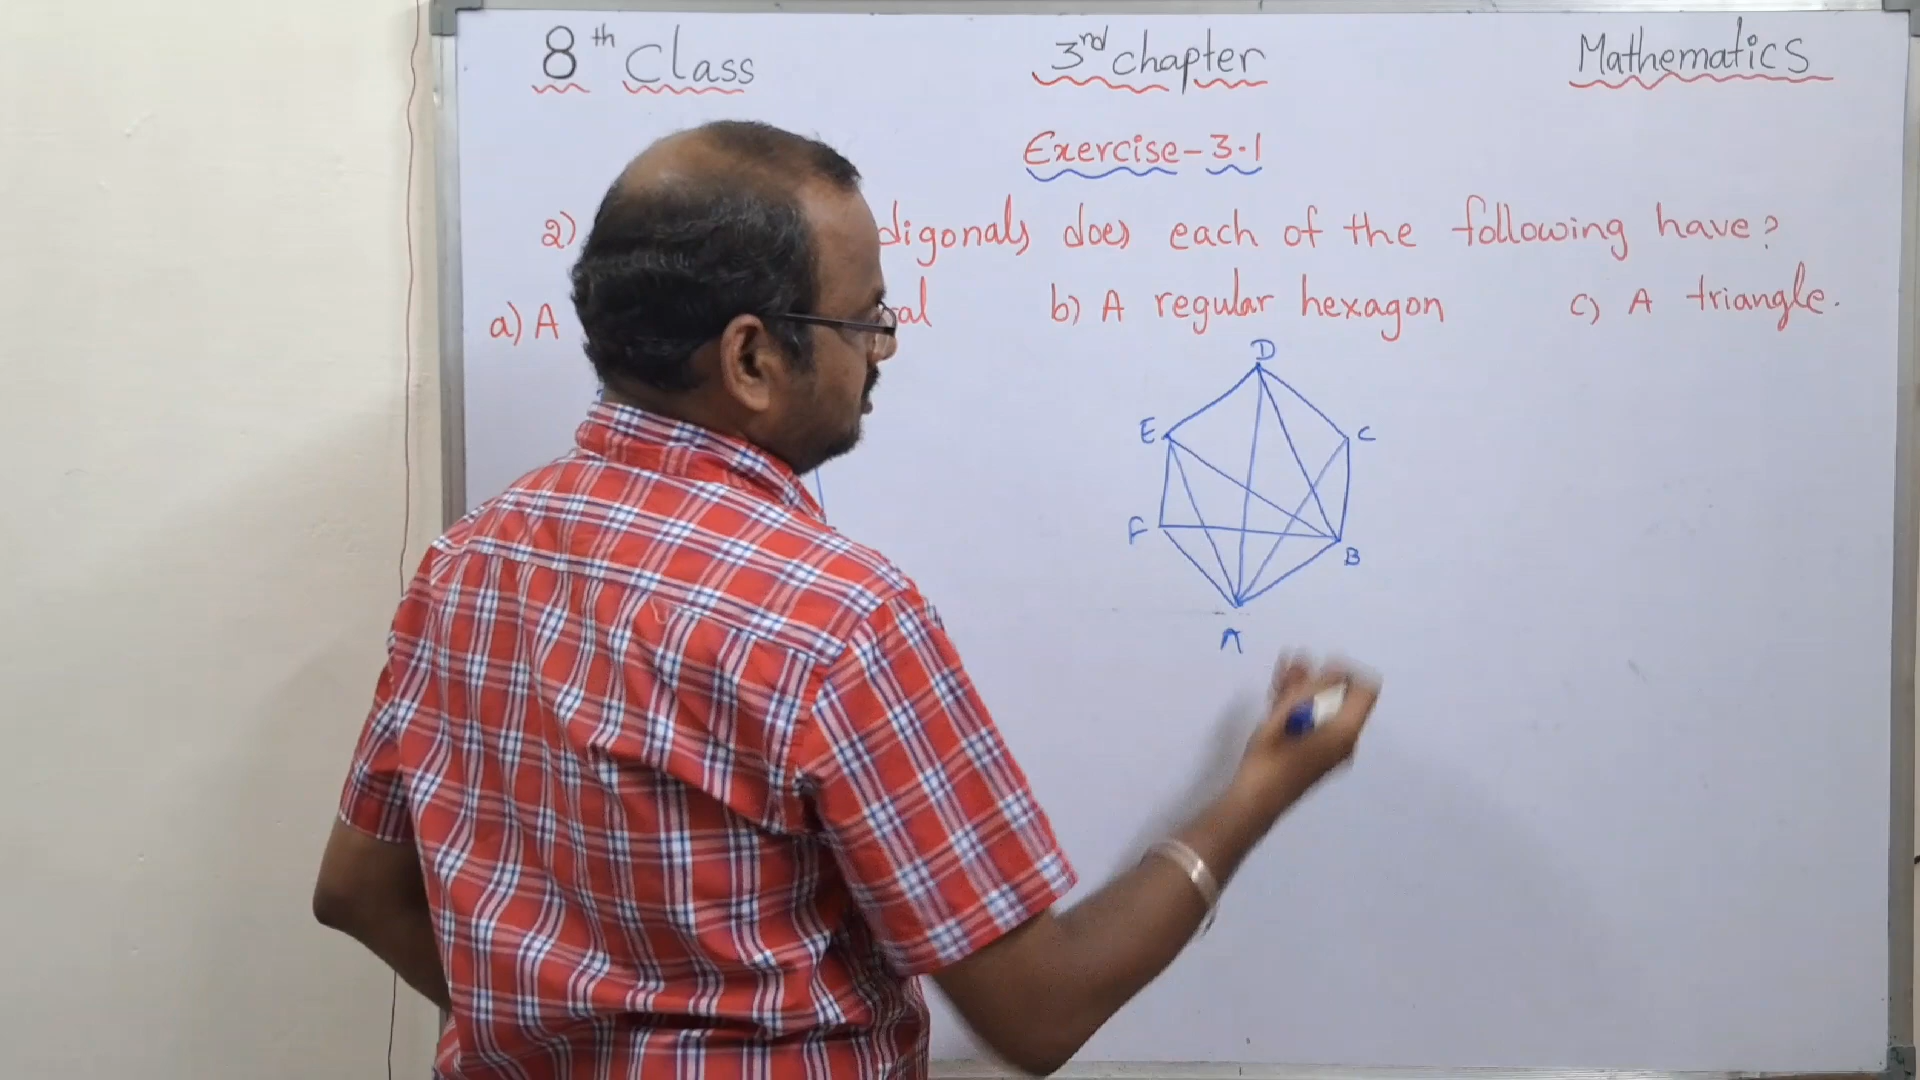 8th Class 3rd chapter Mathematics
Exercise-3.1
2) digonals does each of the following have?
a) A b) A regular hexagon c) A triangle.
D
E C
F
B
A